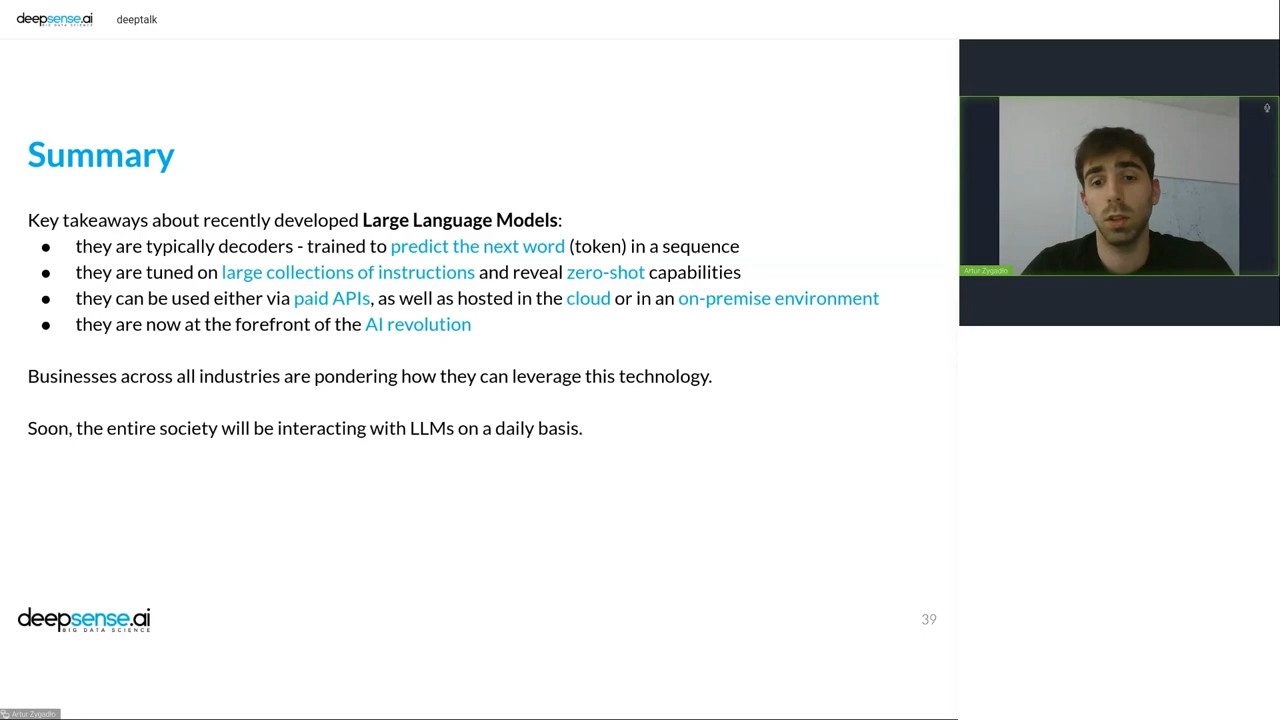 deepsense.ai
BIG DATA SCIENCE
deeptalk
Summary
Key takeaways about recently developed Large Language Models:
● they are typically decoders - trained to predict the next word (token) in a sequence
● they are tuned on large collections of instructions and reveal zero-shot capabilities
● they can be used either via paid APIs, as well as hosted in the cloud or in an on-premise environment
● they are now at the forefront of the AI revolution
Businesses across all industries are pondering how they can leverage this technology.
Soon, the entire society will be interacting with LLMs on a daily basis.
deepsense.ai
BIG DATA SCIENCE
39
Artur Zygadło
Artur Zygadło